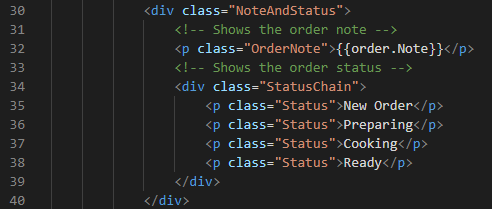 30 <div class="NoteAndStatus">
31 <!-- Shows the order note -->
32 <p class="OrderNote">{{order.Note}}</p>
33 <!-- Shows the order status -->
34 <div class="StatusChain">
35 <p class="Status">New Order</p>
36 <p class="Status">Preparing</p>
37 <p class="Status">Cooking</p>
38 <p class="Status">Ready</p>
39 </div>
40 </div>